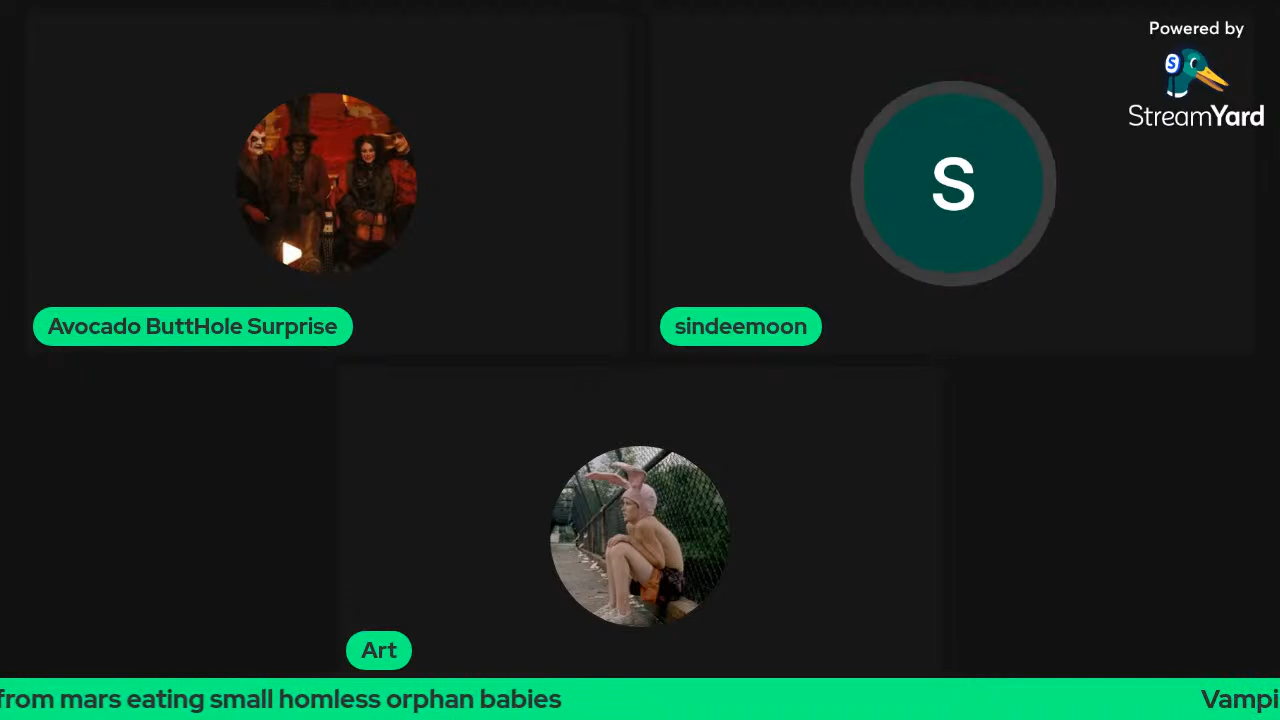 Powered by
S
StreamYard
S
Avocado ButtHole Surprise
sindeemoon
Art
from mars eating small homless orphan babies
Vampi